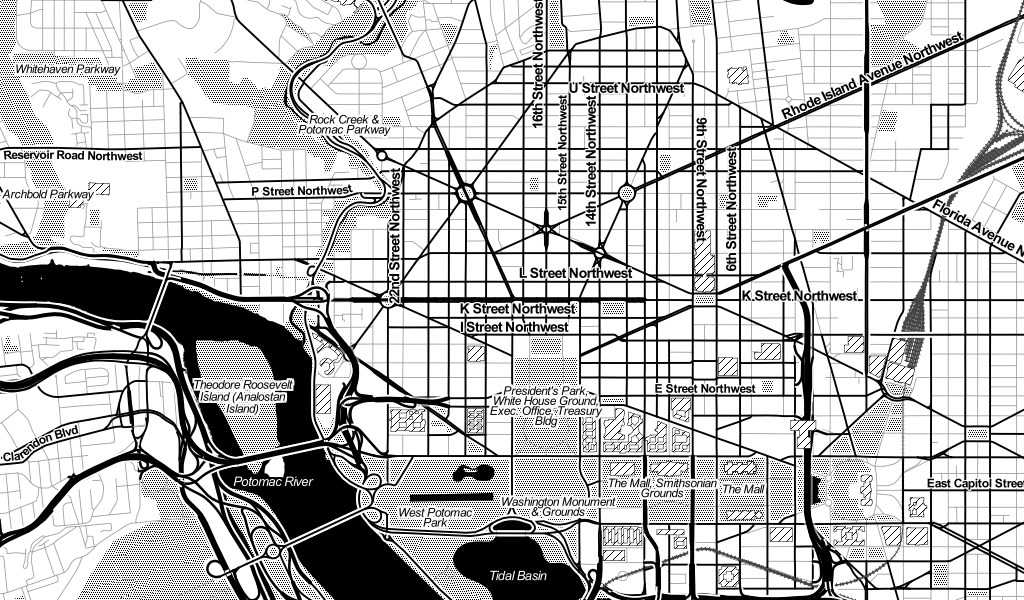 16th Street Northwest
Rhode Island Avenue Northwest
Whitehaven Parkway
U Street Northwest
15th Street Northwest
14th Street Northwest
Rock Creek &
Potomac Parkway
9th Street Northwest
6th Street Northwest
Reservoir Road Northwest
P Street Northwest
Archbold Parkway
22nd Street Northwest
Florida Avenue N
L Street Northwest
K Street Northwest
K Street Northwest
I Street Northwest
Theodore Roosevelt
Island (Analostan
Island)
President's Park,
White House Ground,
Exec. Office, Treasury
Bldg
E Street Northwest
Clarendon Blvd
Potomac River
The Mall, Smithsonian
Grounds
The Mall
East Capitol Street
Washington Monument
& Grounds
West Potomac
Park
Tidal Basin